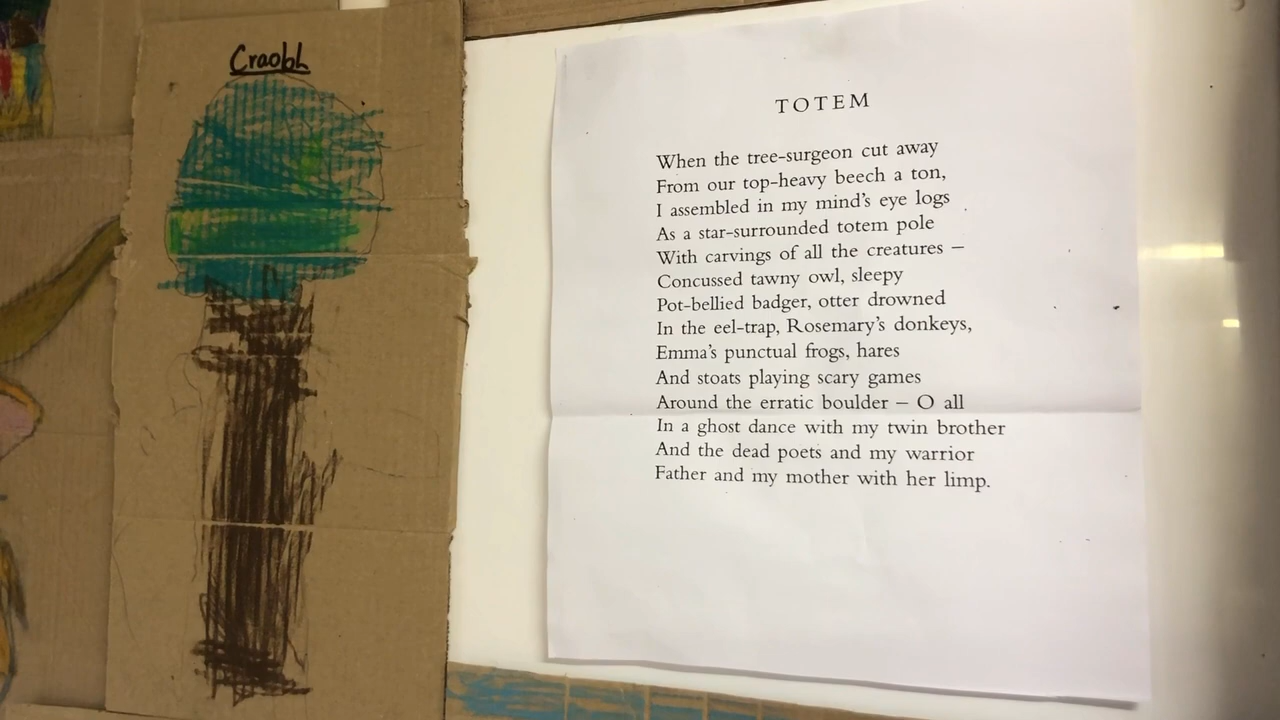 Craobh
TOTEM
When the tree-surgeon cut away
From our top-heavy beech a ton,
I assembled in my mind's eye logs
As a star-surrounded totem pole
With carvings of all the creatures –
Concussed tawny owl, sleepy
Pot-bellied badger, otter drowned
In the eel-trap, Rosemary's donkeys,
Emma's punctual frogs, hares
And stoats playing scary games
Around the erratic boulder – O all
In a ghost dance with my twin brother
And the dead poets and my warrior
Father and my mother with her limp.